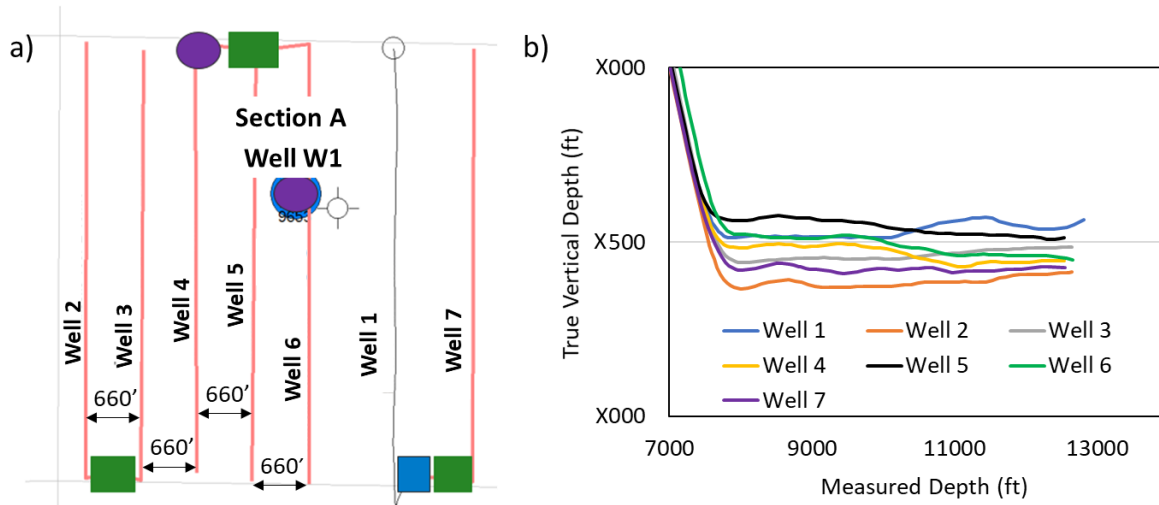 a)
Section A
Well W1
965'
Well 2
Well 3
Well 4
Well 5
Well 6
Well 1
Well 7
660'
660'
660'
660'
b)
True Vertical Depth (ft)
X000
X500
X000
Well 1 Well 2 Well 3
Well 4 Well 5 Well 6
Well 7
7000 9000 11000 13000
Measured Depth (ft)